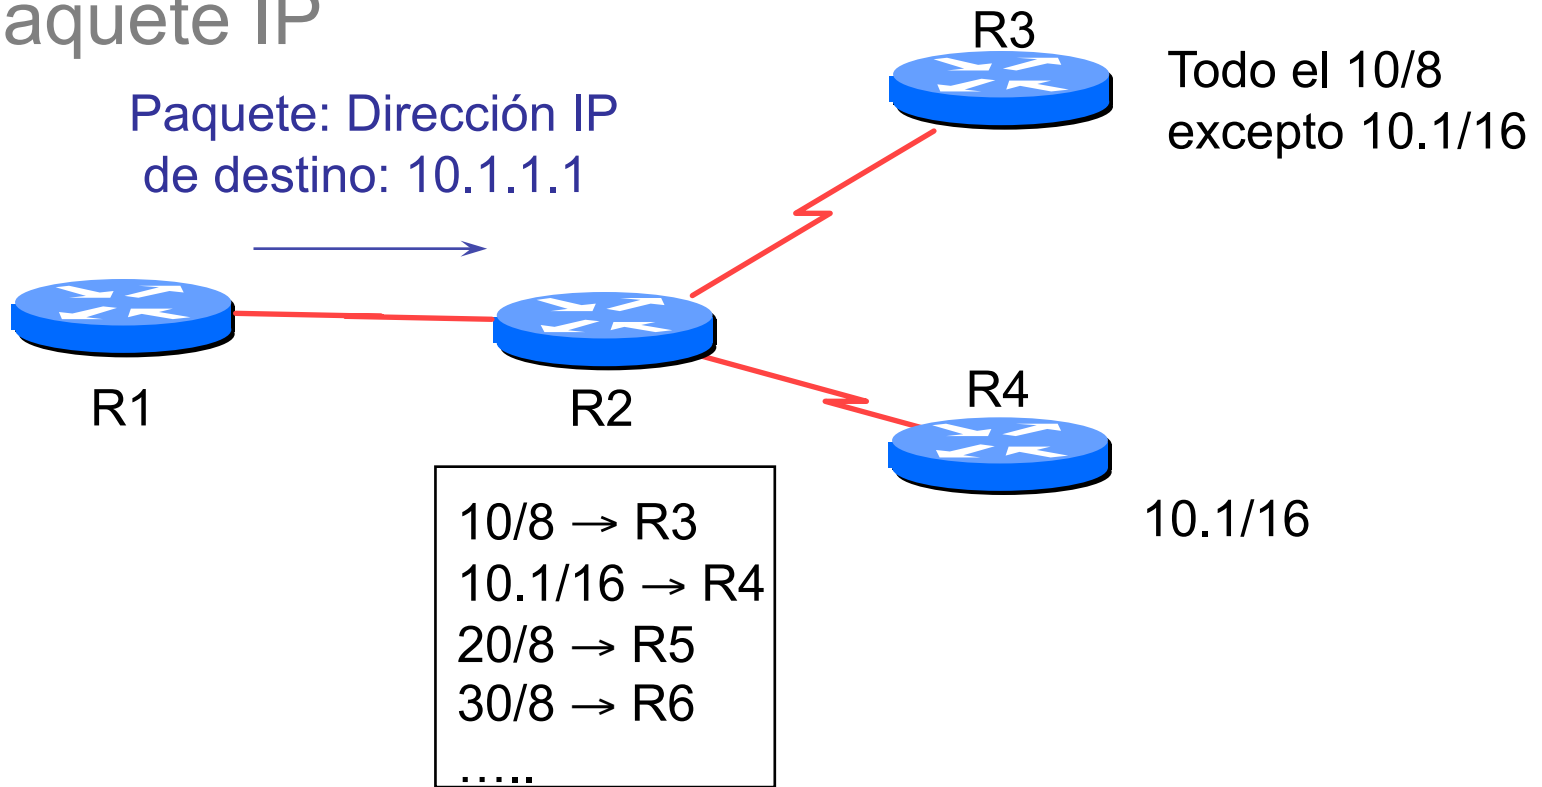 aquete IP
Paquete: Dirección IP
de destino: 10.1.1.1
R3
Todo el 10/8
excepto 10.1/16
R1
R2
R4
10.1/16
10/8 → R3
10.1/16 → R4
20/8 → R5
30/8 → R6
…..